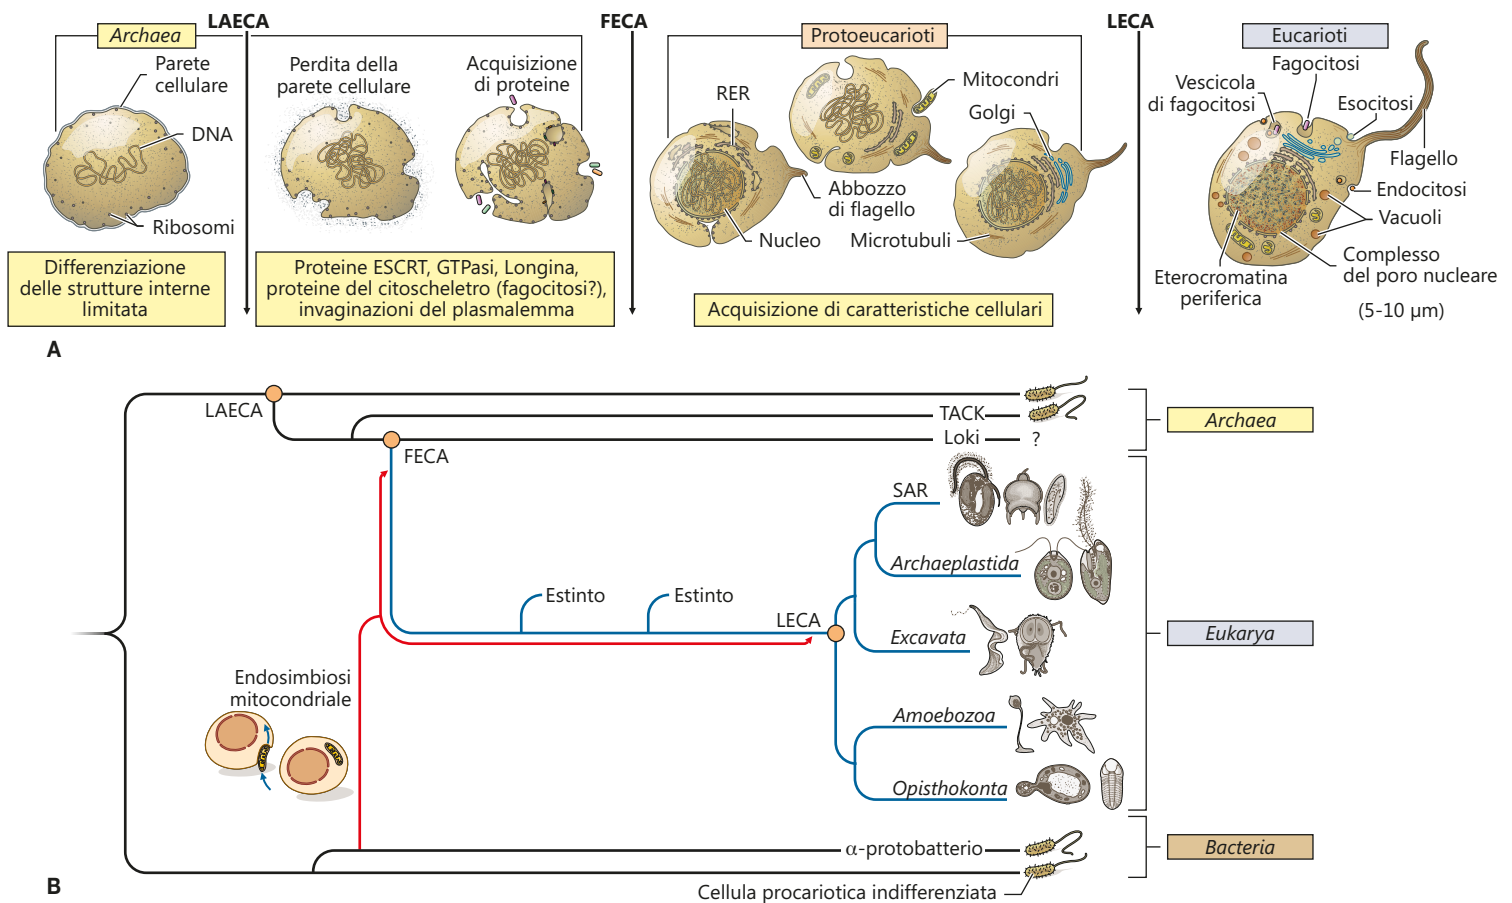 LAECA
FECA
LECA
Archaea
Protoeucarioti
Eucarioti
Parete
cellulare
DNA
Ribosomi
Perdita della
parete cellulare
Acquisizione
di proteine
RER
Nucleo
Abbozzo
di flagello
Mitocondri
Golgi
Microtubuli
Fagocitosi
Vescicola
di fagocitosi
Esocitosi
Flagello
Endocitosi
Vacuoli
Complesso
del poro nucleare
Eterocromatina
periferica
(5-10 µm)
Differenziazione
delle strutture interne
limitata
Proteine ESCRT, GTPasi, Longina,
proteine del citoscheletro (fagocitosi?),
invaginazioni del plasmalemma
Acquisizione di caratteristiche cellulari
A
LAECA
TACK
Loki
?
Archaea
FECA
SAR
Archaeplastida
Estinto
Estinto
LECA
Excavata
Eukarya
Endosimbiosi
mitocondriale
Amoebozoa
Opisthokonta
α-protobatterio
Bacteria
Cellula procariotica indifferenziata
B